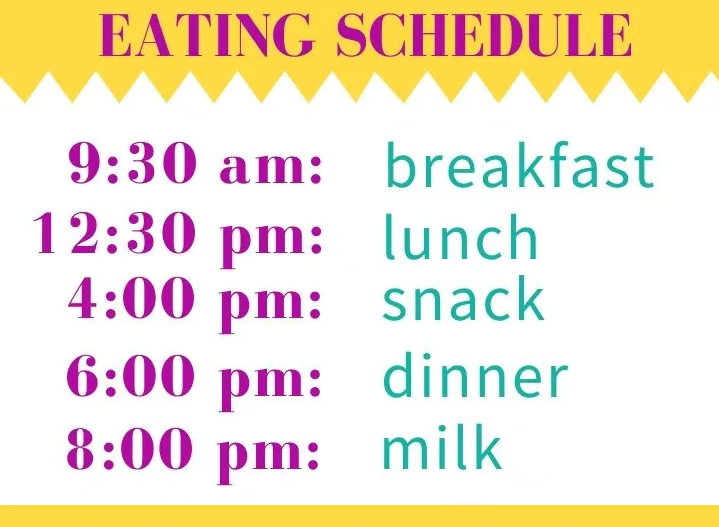 EATING SCHEDULE
9:30 am: breakfast
12:30 pm: lunch
4:00 pm: snack
6:00 pm: dinner
8:00 pm: milk